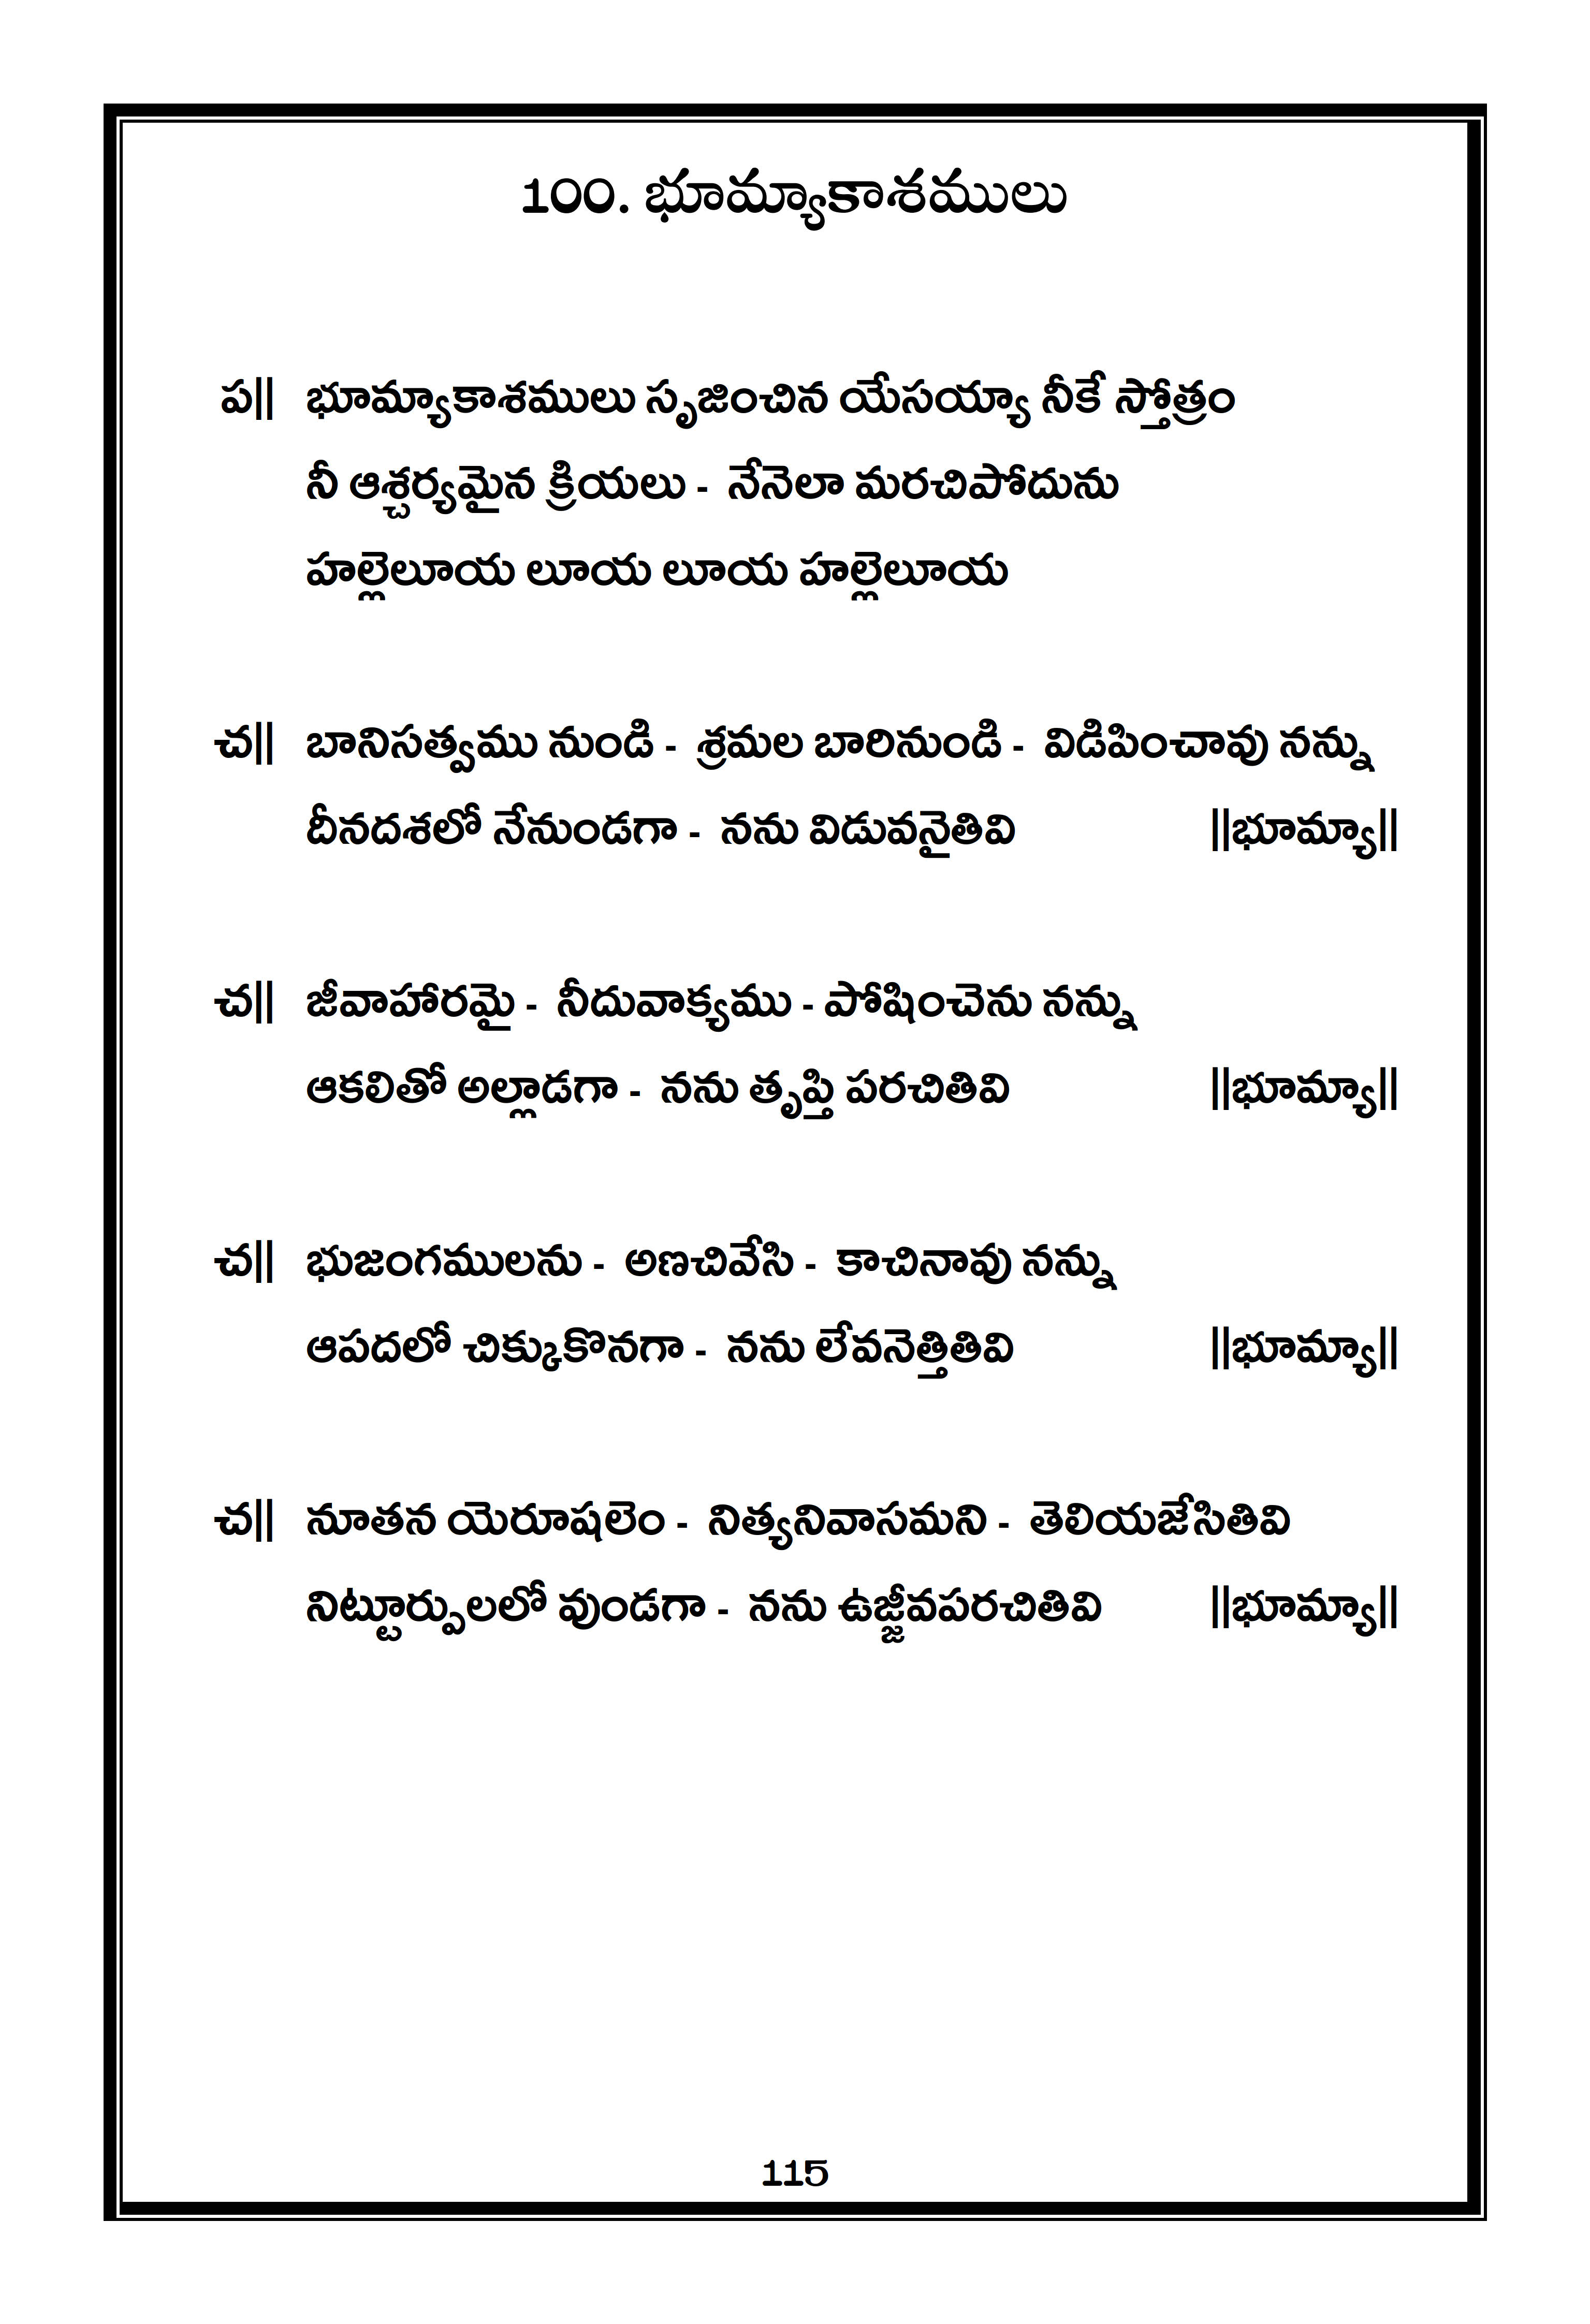 100. భూమ్యాకాశములు
ప|| భూమ్యాకాశములు సృజించిన యేసయ్యా నీకే స్తోత్రం
నీ ఆశ్చర్యమైన క్రియలు - నేనెలా మరచిపోదును
హల్లెలూయ లూయ లూయ హల్లెలూయ
చ|| బానిసత్వము నుండి - శ్రమల బారినుండి - విడిపించావు నన్ను
దీనదశలో నేనుండగా - నను విడువనైతివి ||భూమ్యా||
చ|| జీవాహారమై - నీదువాక్యము - పోషించెను నన్ను
ఆకలితో అల్లాడగా - నను తృప్తి పరచితివి ||భూమ్యా||
చ|| భుజంగములను - అణచివేసి - కాచినావు నన్ను
ఆపదలో చిక్కుకొనగా - నను లేవనెత్తితివి ||భూమ్యా||
చ|| నూతన యెరూషలెం - నిత్యనివాసమని - తెలియజేసితివి
నిట్టూర్పులలో వుండగా - నను ఉజ్జీవపరచితివి ||భూమ్యా||
115